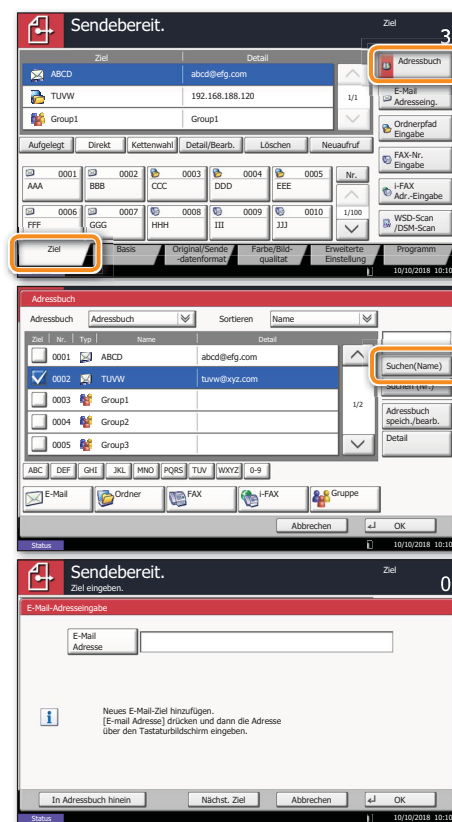 Sendebereit.
Ziel
3
Ziel Detail
ABCD abcd@efg.com
TUVW 192.168.188.120
Group1 Group1
1/1
Aufgelegt Direkt Kettenwahl Detail/Bearb. Löschen Neuaufruf
0001 0002 0003 0004 0005 Nr.
AAA BBB CCC DDD EEE
0006 0007 0008 0009 0010 1/100
FFF GGG HHH III JJJ
Adressbuch
E-Mail
Adresseing.
Ordnerpfad
Eingabe
FAX-Nr.
Eingabe
i-FAX
Adr.-Eingabe
WSD-Scan
/DSM-Scan
Ziel Basis Original/Sende
-datenformat Farbe/Bild-
qualitat Erweiterte
Einstellung Programm
10/10/2018 10:10
Adressbuch
Adressbuch Adressbuch Sortieren Name
Ziel Nr. Typ Name Detail
0001 ABCD abcd@efg.com
0002 TUVW tuvw@xyz.com
0003 Group1
0004 Group2
0005 Group3
1/2
Suchen(Name)
Suchen (Nr.)
Adressbuch
speich./bearb.
Detail
ABC DEF GHI JKL MNO PQRS TUV WXYZ 0-9
E-Mail Ordner FAX i-FAX Gruppe
Abbrechen OK
Status 10/10/2018 10:10
Sendebereit.
Ziel eingeben.
Ziel
0
E-Mail-Adresseingabe
E-Mail
Adresse
Neues E-Mail-Ziel hinzufügen.
[E-mail Adresse] drücken und dann die Adresse
über den Tastaturbildschirm eingeben.
In Adressbuch hinein Nächst. Ziel Abbrechen OK
Status 10/10/2018 10:10